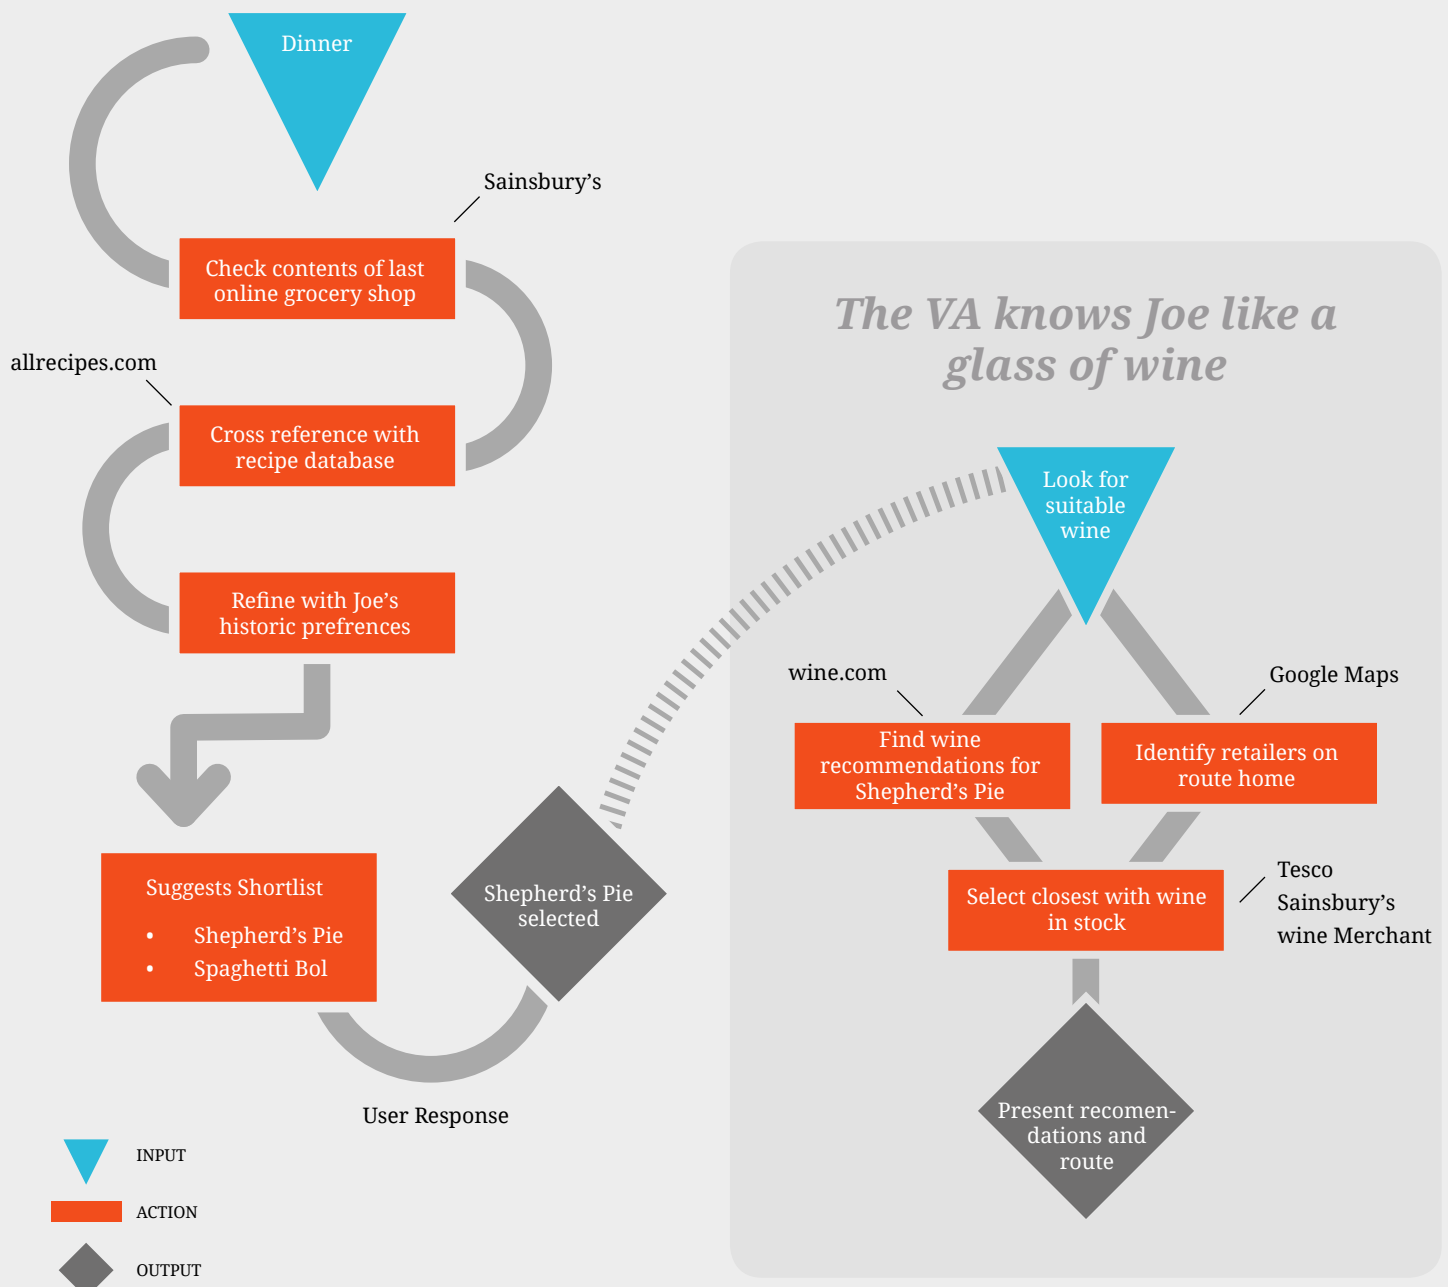 Dinner
Sainsbury’s
Check contents of last
online grocery shop
allrecipes.com
Cross reference with
recipe database
Refine with Joe’s
historic prefrences
Suggests Shortlist
• Shepherd’s Pie
• Spaghetti Bol
User Response
Shepherd’s Pie
selected
The VA knows Joe like a
glass of wine
Look for
suitable
wine
wine.com
Find wine
recommendations for
Shepherd’s Pie
Google Maps
Identify retailers on
route home
Select closest with wine
in stock
Tesco
Sainsbury’s
wine Merchant
Present recomen-
dations and
route
INPUT
ACTION
OUTPUT